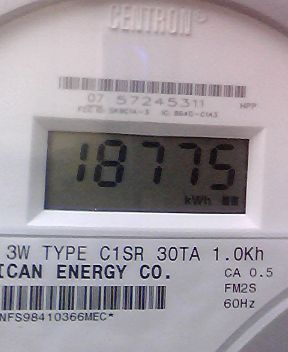 CENTRON
07 57245311
HPP
18775
kWh
3W TYPE C1SR 30TA 1.0Kh
ICAN ENERGY CO.
CA 0.5
FM2S
60Hz
NFS98410366MEC*